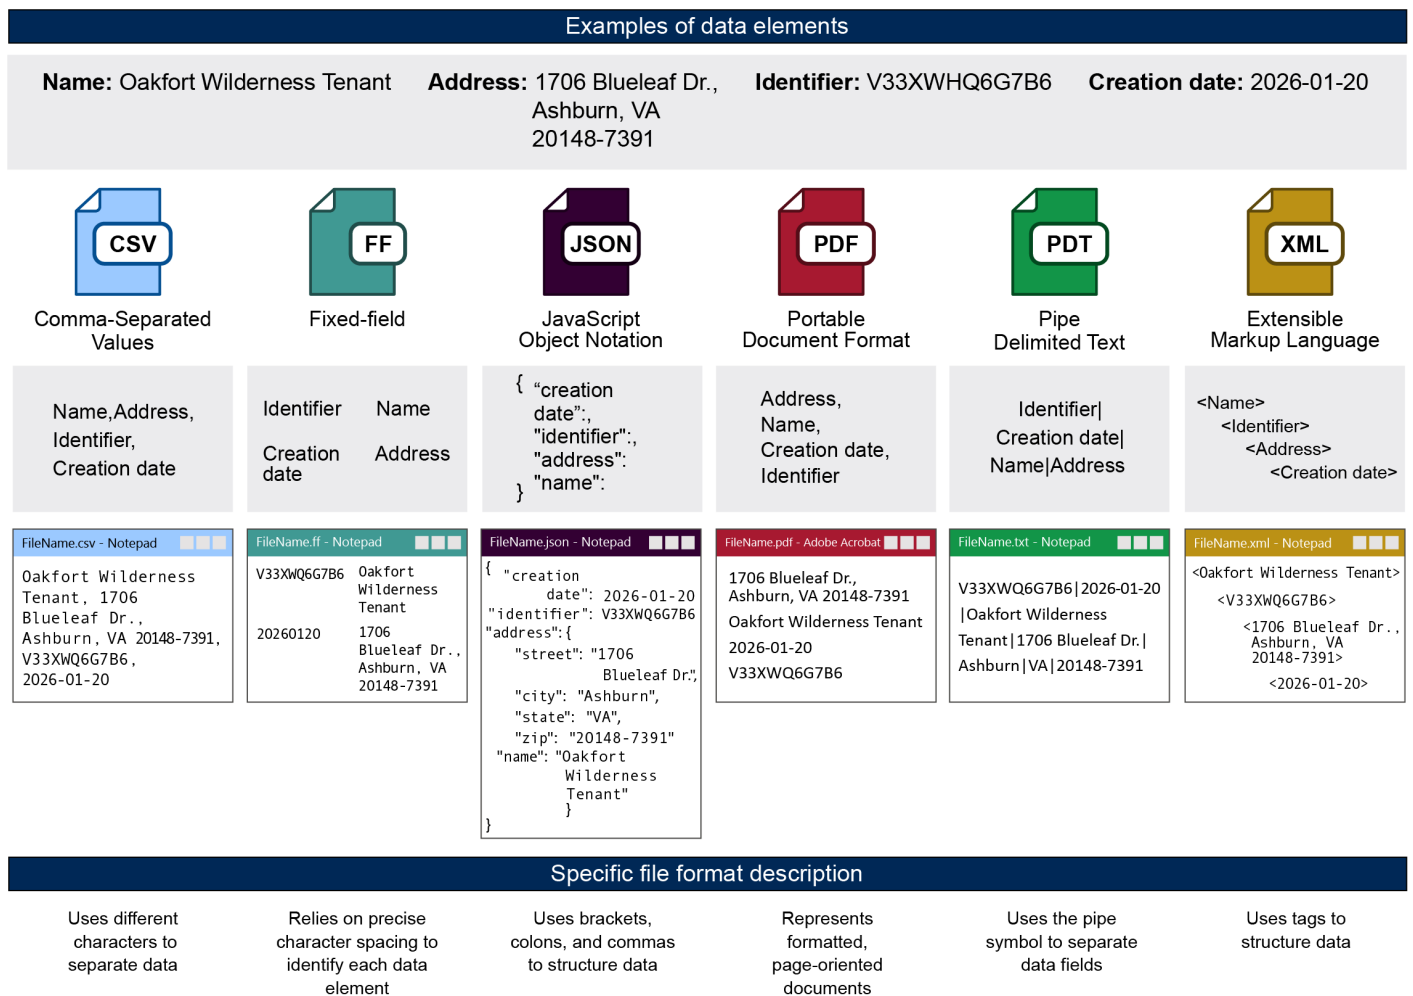 Examples of data elements
Name: Oakfort Wilderness Tenant
Address: 1706 Blueleaf Dr.,
Ashburn, VA
20148-7391
Identifier: V33XWHQ6G7B6
Creation date: 2026-01-20
CSV
FF
JSON
PDF
PDT
XML
Comma-Separated
Values
Fixed-field
JavaScript
Object Notation
Portable
Document Format
Pipe
Delimited Text
Extensible
Markup Language
Name,Address,
Identifier,
Creation date
Identifier Name
Creation
date
Address
{ “creation
date”:,
"identifier":,
"address":
"name":
}
Address,
Name,
Creation date,
Identifier
Identifier|
Creation date|
Name|Address
<Name>
<Identifier>
<Address>
<Creation date>
FileName.csv - Notepad
Oakfort Wilderness
Tenant, 1706
Blueleaf Dr.,
Ashburn, VA 20148-7391,
V33XWQ6G7B6,
2026-01-20
FileName.ff - Notepad
V33XWQ6G7B6
Oakfort
Wilderness
Tenant
20260120
1706
Blueleaf Dr.,
Ashburn, VA
20148-7391
FileName.json - Notepad
{
"creation
date": 2026-01-20
"identifier": V33XWQ6G7B6
"address":{
"street": "1706
Blueleaf Dr.",
"city": "Ashburn",
"state": "VA",
"zip": "20148-7391"
"name": "Oakfort
Wilderness
Tenant"
}
}
FileName.pdf - Adobe Acrobat
1706 Blueleaf Dr.,
Ashburn, VA 20148-7391
Oakfort Wilderness Tenant
2026-01-20
V33XWQ6G7B6
FileName.txt - Notepad
V33XWQ6G7B6|2026-01-20
|Oakfort Wilderness
Tenant|1706 Blueleaf Dr.|
Ashburn|VA|20148-7391
FileName.xml - Notepad
<Oakfort Wilderness Tenant>
<V33XWQ6G7B6>
<1706 Blueleaf Dr.,
Ashburn, VA
20148-7391>
<2026-01-20>
Specific file format description
Uses different
characters to
separate data
Relies on precise
character spacing to
identify each data
element
Uses brackets,
colons, and commas
to structure data
Represents
formatted,
page-oriented
documents
Uses the pipe
symbol to separate
data fields
Uses tags to
structure data